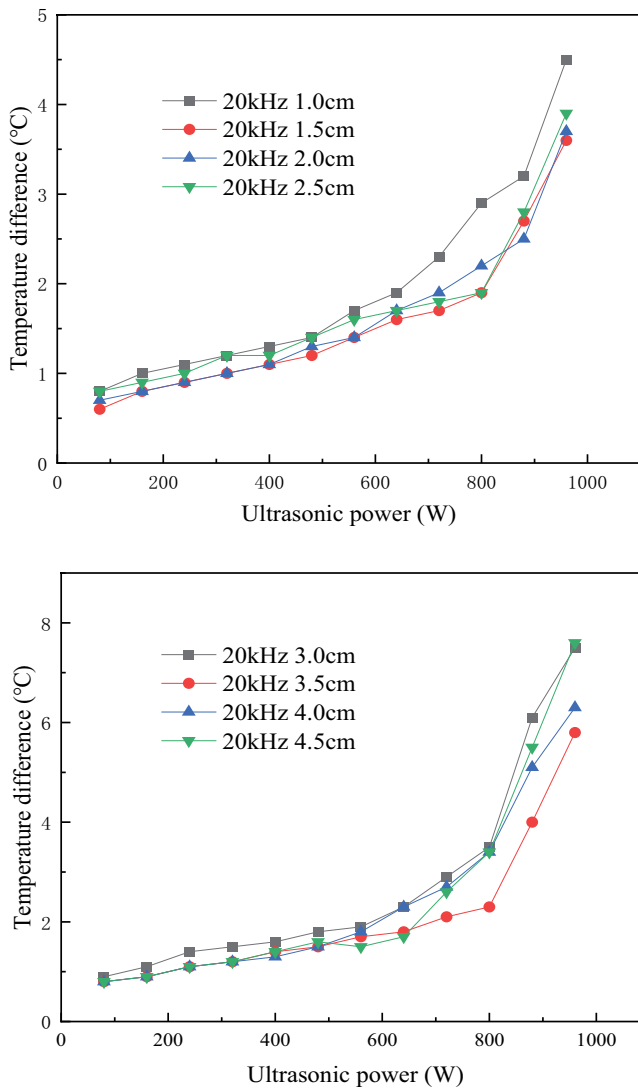 5
4
3
2
1
0
Temperature difference (℃)
20kHz 1.0cm
20kHz 1.5cm
20kHz 2.0cm
20kHz 2.5cm
0 200 400 600 800 1000
Ultrasonic power (W)
8
6
4
2
0
Temperature difference (℃)
20kHz 3.0cm
20kHz 3.5cm
20kHz 4.0cm
20kHz 4.5cm
0 200 400 600 800 1000
Ultrasonic power (W)